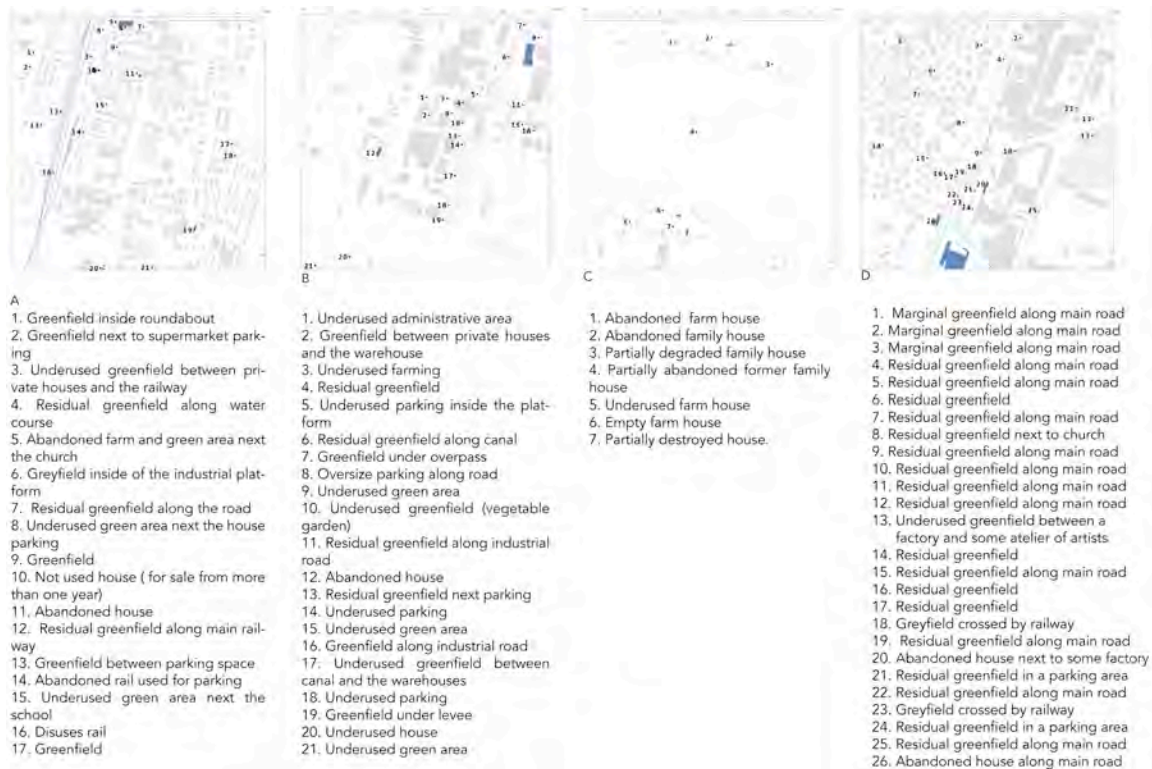 A
1. Greenfield inside roundabout
2. Greenfield next to supermarket park-
ing
3. Underused greenfield between pri-
vate houses and the railway
4. Residual greenfield along water
course
5. Abandoned farm and green area next
the church
6. Greyfield inside of the industrial plat-
form
7. Residual greenfield along the road
8. Underused green area next the house
parking
9. Greenfield
10. Not used house ( for sale from more
than one year)
11. Abandoned house
12. Residual greenfield along main rail-
way
13. Greenfield between parking space
14. Abandoned rail used for parking
15. Underused green area next the
school
16. Disuses rail
17. Greenfield
B
1. Underused administrative area
2. Greenfield between private houses
and the warehouse
3. Underused farming
4. Residual greenfield
5. Underused parking inside the plat-
form
6. Residual greenfield along canal
7. Greenfield under overpass
8. Oversize parking along road
9. Underused green area
10. Underused greenfield (vegetable
garden)
11. Residual greenfield along industrial
road
12. Abandoned house
13. Residual greenfield next parking
14. Underused parking
15. Underused green area
16. Greenfield along industrial road
17. Underused greenfield between
canal and the warehouses
18. Underused parking
19. Greenfield under levee
20. Underused house
21. Underused green area
C
1. Abandoned farm house
2. Abandoned family house
3. Partially degraded family house
4. Partially abandoned former family
house
5. Underused farm house
6. Empty farm house
7. Partially destroyed house.
D
1. Marginal greenfield along main road
2. Marginal greenfield along main road
3. Marginal greenfield along main road
4. Residual greenfield along main road
5. Residual greenfield along main road
6. Residual greenfield
7. Residual greenfield along main road
8. Residual greenfield next to church
9. Residual greenfield along main road
10. Residual greenfield along main road
11. Residual greenfield along main road
12. Residual greenfield along main road
13. Underused greenfield between a
factory and some atelier of artists
14. Residual greenfield
15. Residual greenfield along main road
16. Residual greenfield
17. Residual greenfield
18. Greyfield crossed by railway
19. Residual greenfield along main road
20. Abandoned house next to some factory
21. Residual greenfield in a parking area
22. Residual greenfield along main road
23. Greyfield crossed by railway
24. Residual greenfield in a parking area
25. Residual greenfield along main road
26. Abandoned house along main road